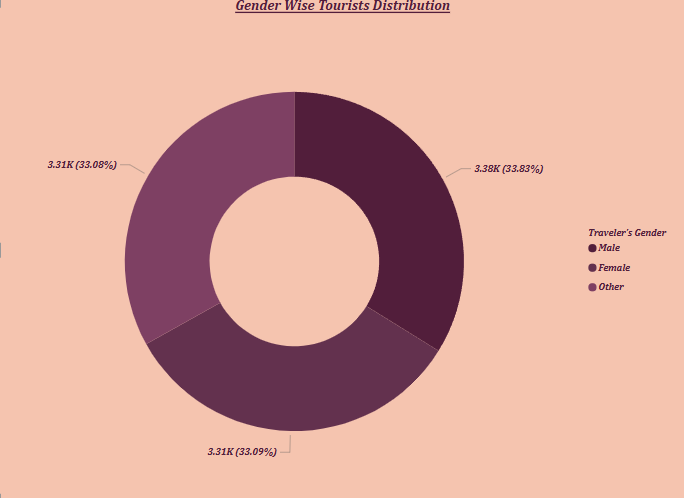 Gender Wise Tourists Distribution
3.31K (33.08%)
3.38K (33.83%)
Traveler's Gender
Male
Female
Other
3.31K (33.09%)